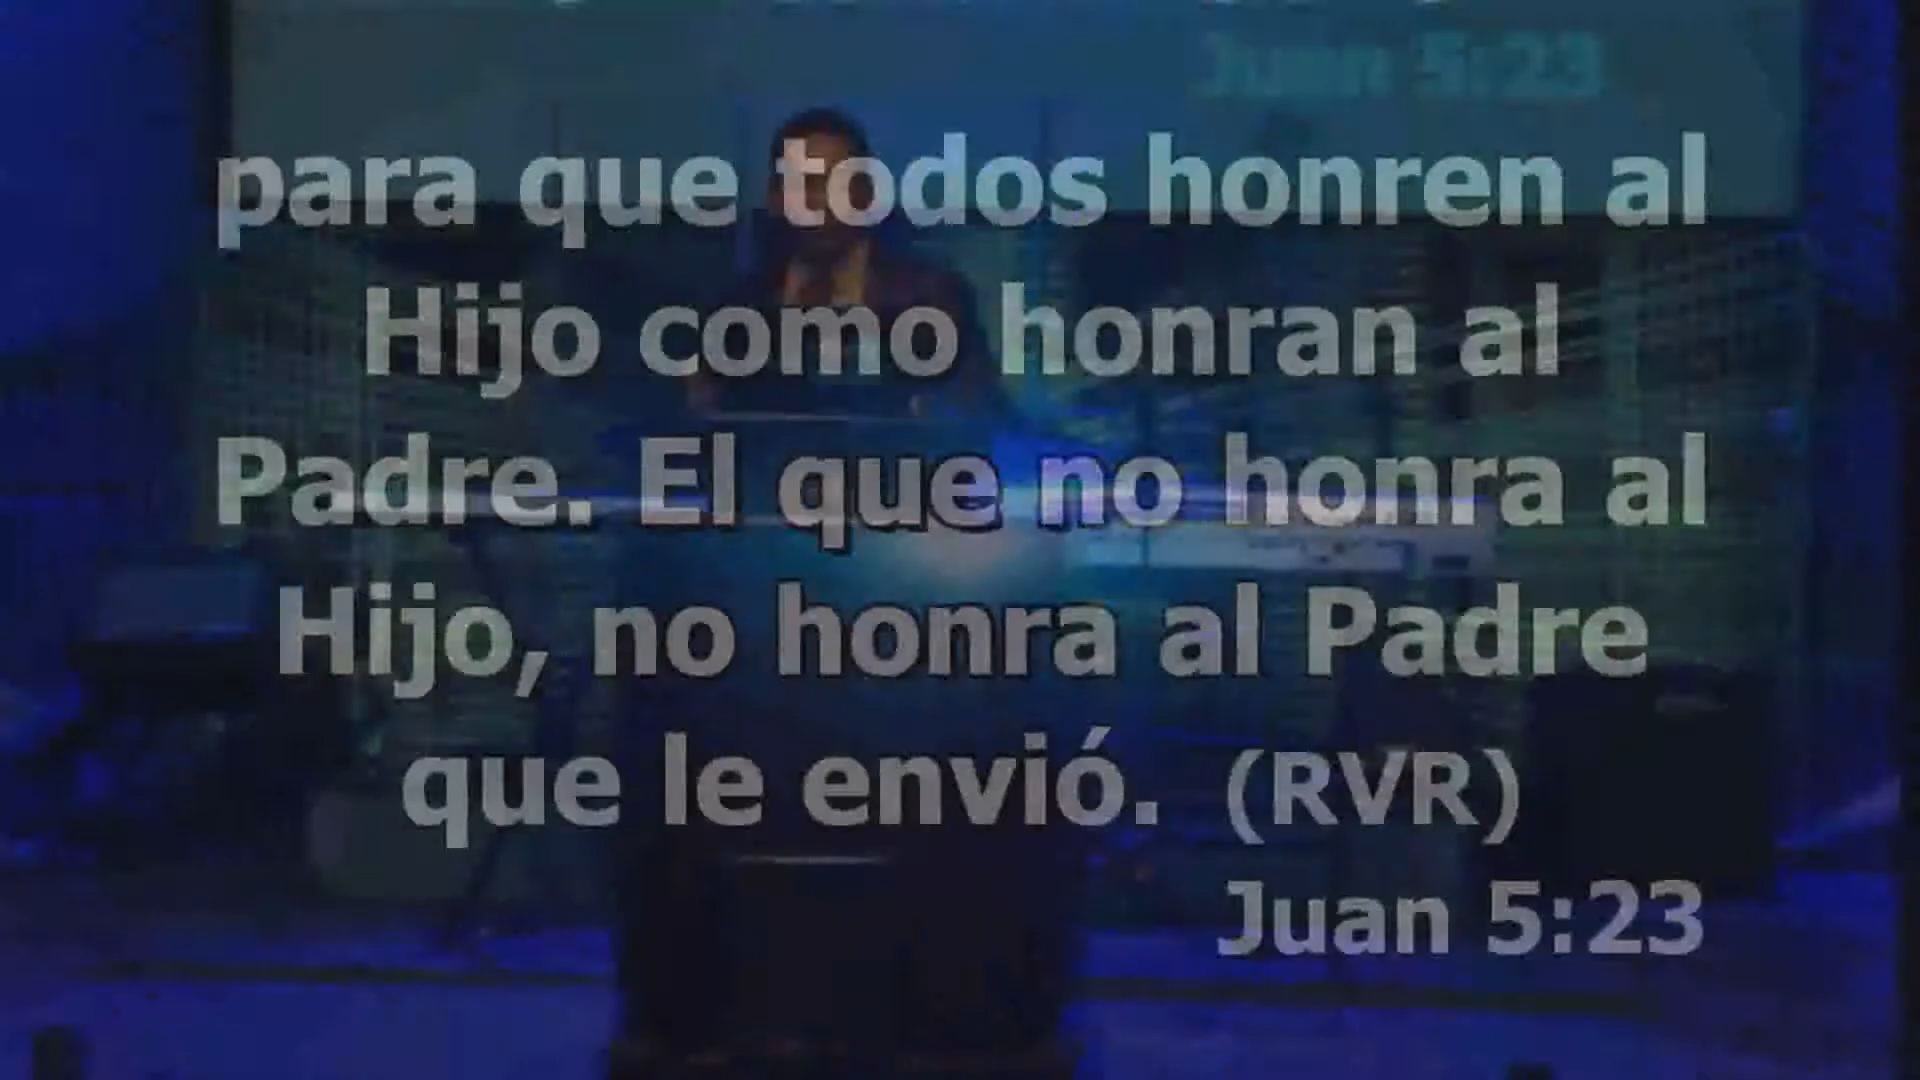 Juan 5:23
para que todos honren al
Hijo como honran al
Padre. El que no honra al
Hijo, no honra al Padre
que le envió. (RVR)
Juan 5:23